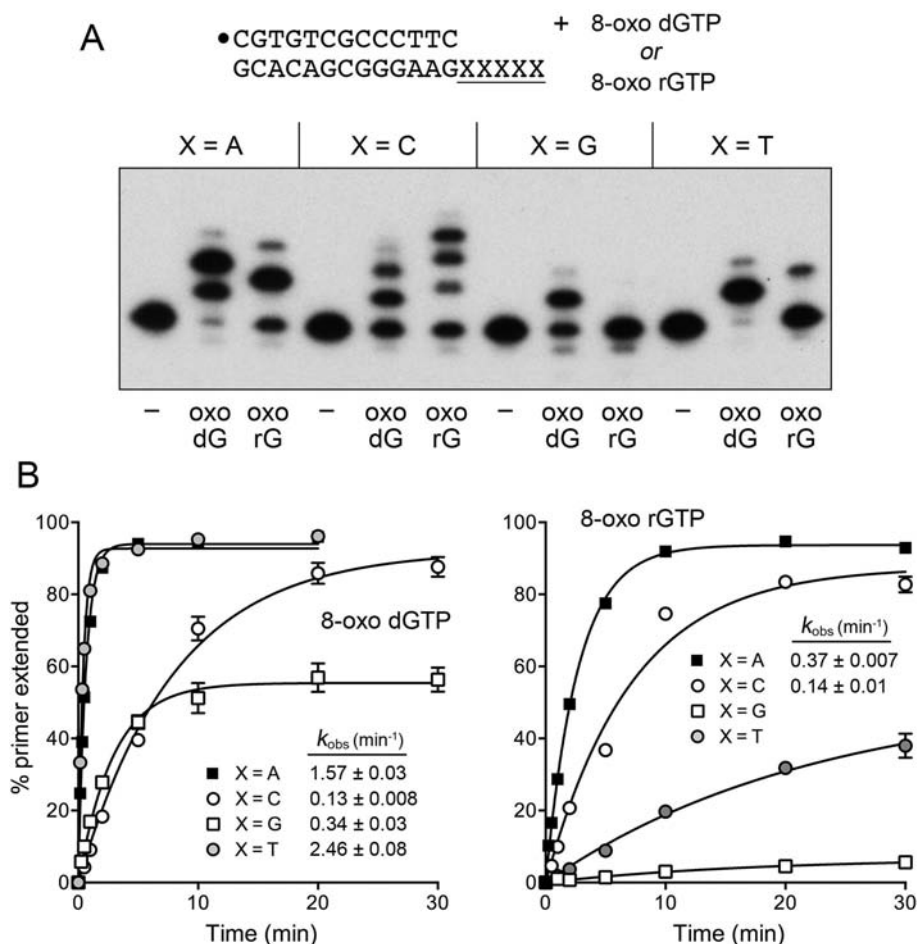 A
●CGTGTCGCCCTTC
GCACAGCGGGAAGXXXXX
+ 8-oxo dGTP
or
8-oxo rGTP
X = A X = C X = G X = T
– oxo oxo – oxo oxo – oxo oxo – oxo oxo
dG rG dG rG dG rG dG rG
B
% primer extended
100
80
60
40
20
0
8-oxo dGTP
kobs (min-1)
X = A 1.57 ± 0.03
X = C 0.13 ± 0.008
X = G 0.34 ± 0.03
X = T 2.46 ± 0.08
0 10 20 30
Time (min)
8-oxo rGTP
100
80
60
40
20
0
kobs (min-1)
X = A 0.37 ± 0.007
X = C 0.14 ± 0.01
X = G
X = T
0 10 20 30
Time (min)